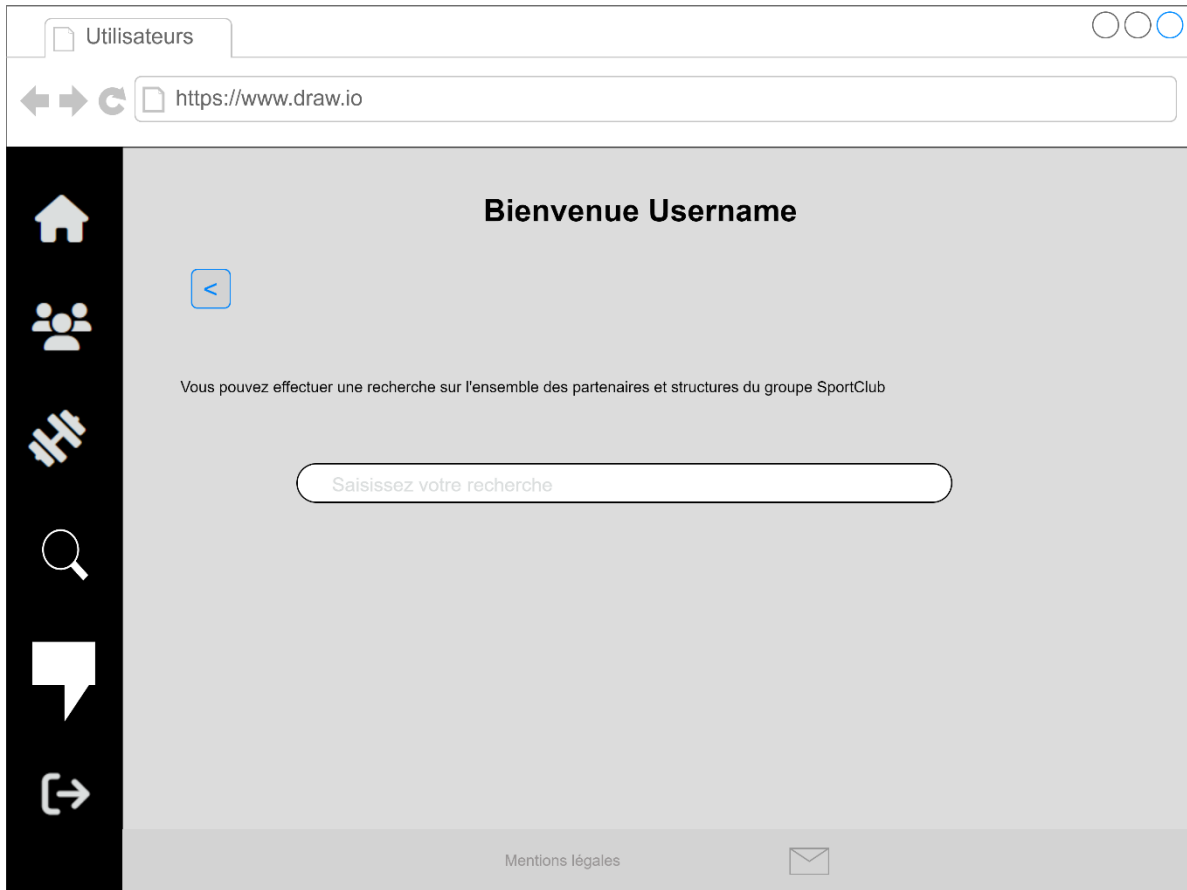 Utilisateurs
https://www.draw.io
Bienvenue Username
<
Vous pouvez effectuer une recherche sur l'ensemble des partenaires et structures du groupe SportClub
Saisissez votre recherche
Mentions légales